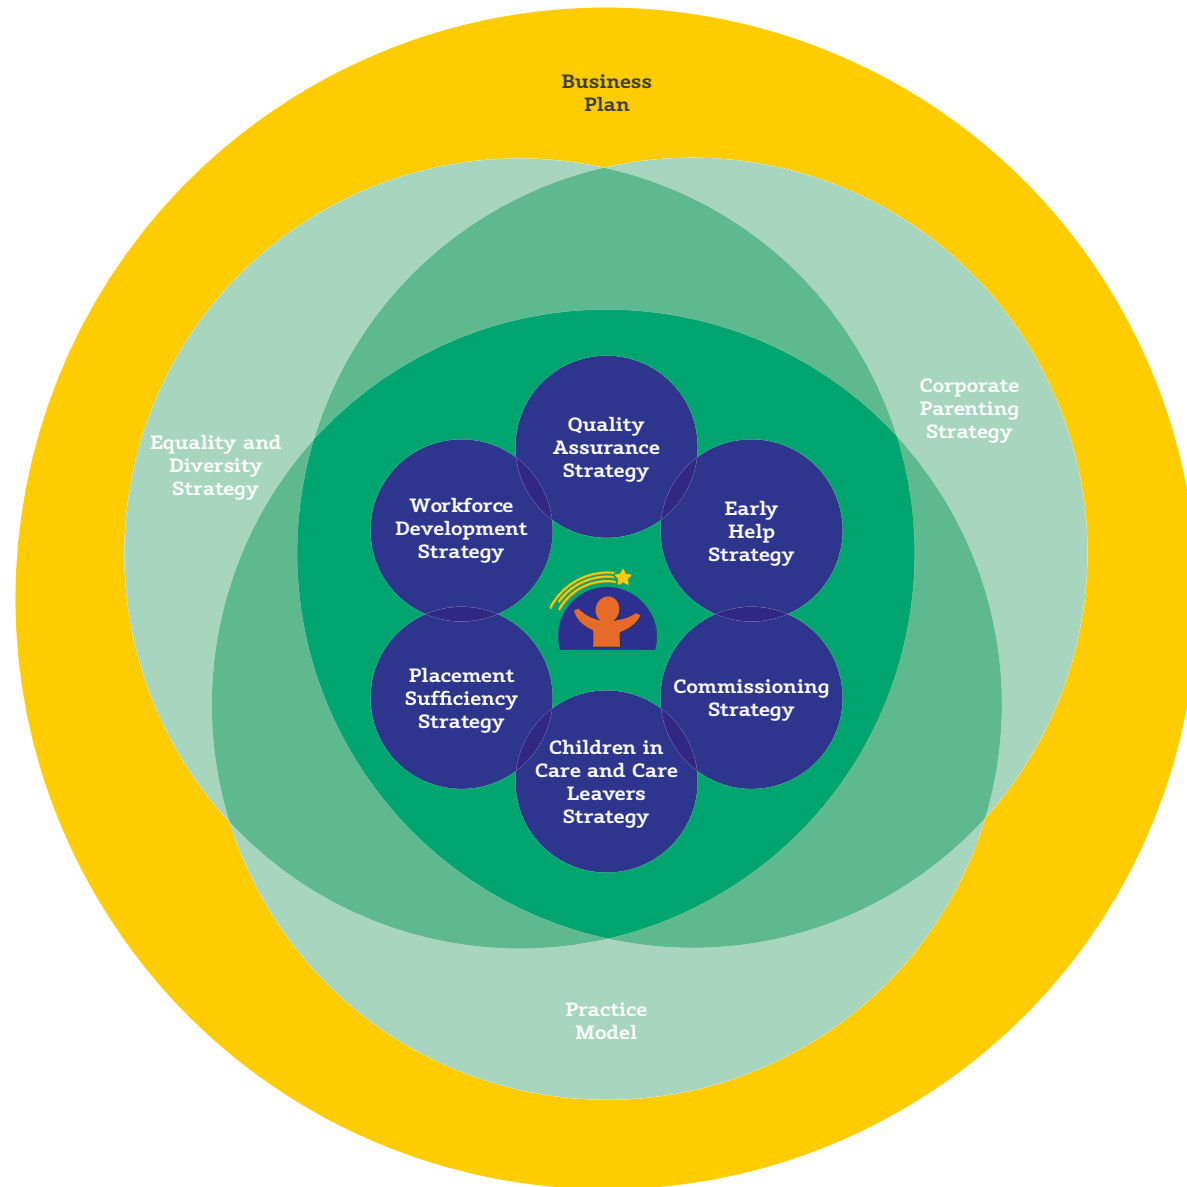 Business
Plan
Corporate
Parenting
Strategy
Equality and
Diversity
Strategy
Quality
Assurance
Strategy
Workforce
Development
Strategy
Early
Help
Strategy
Placement
Sufficiency
Strategy
Commissioning
Strategy
Children in
Care and Care
Leavers
Strategy
Practice
Model